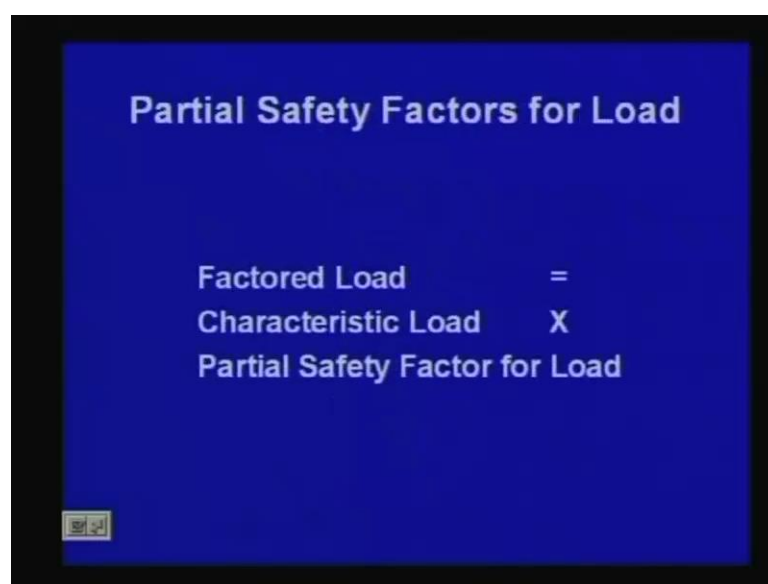 Partial Safety Factors for Load
Factored Load =
Characteristic Load X
Partial Safety Factor for Load